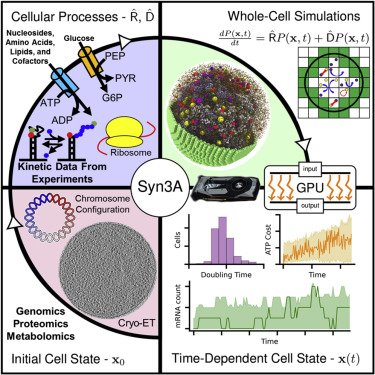 Cellular Processes - R̂, D̂
Nucleosides,
Amino Acids,
Lipids, and
Cofactors
Glucose
PEP
PYR
G6P
ATP
ADP
Ribosome
Kinetic Data From
Experiments
Whole-Cell Simulations
dP(x,t)/dt = R̂P(x, t) + D̂P(x, t)
Syn3A
input
GPU
output
Chromosome
Configuration
Cryo-ET
Genomics
Proteomics
Metabolomics
Initial Cell State - x₀
Cells
Doubling Time
ATP Cost
Time
mRNA count
Time
Time-Dependent Cell State - x(t)